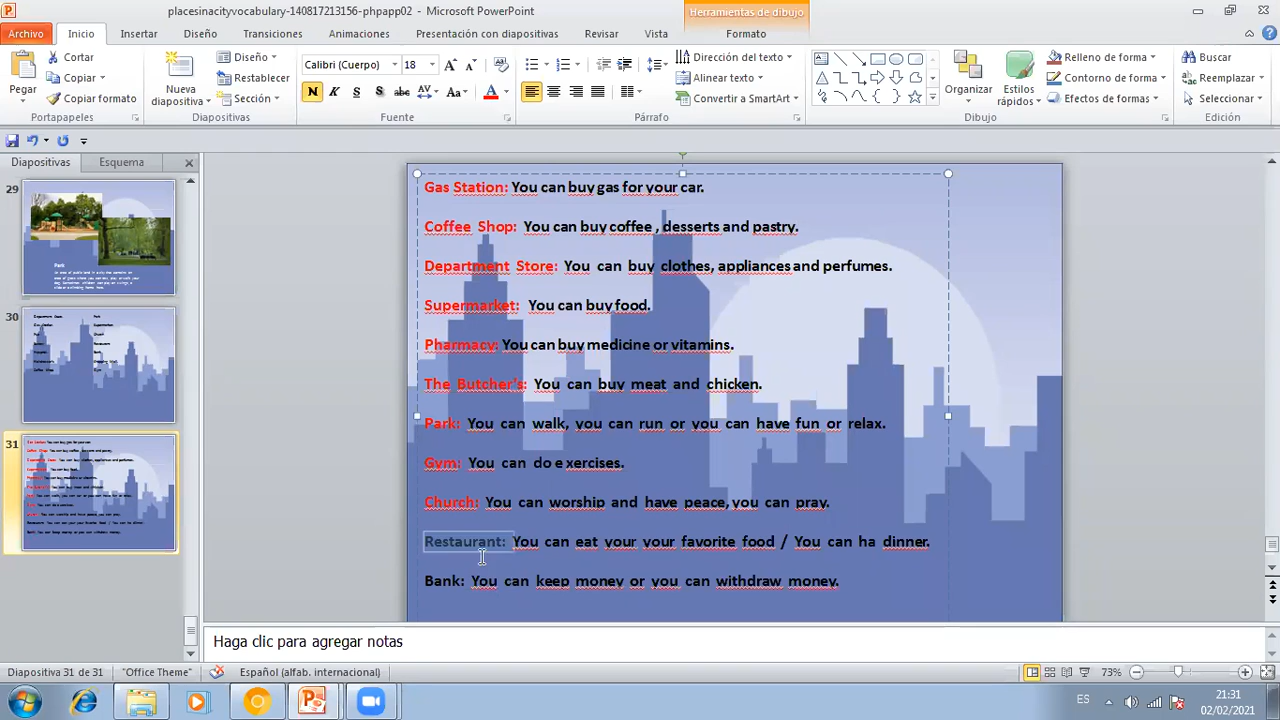 placesinacityvocabulary-140817213156-phpapp02 - Microsoft PowerPoint
Herramientas de dibujo
Archivo Inicio Insertar Diseño Transiciones Animaciones Presentación con diapositivas Revisar Vista Formato
Pegar
Cortar
Copiar
Copiar formato
Portapapeles
Nueva diapositiva
Diseño
Restablecer
Sección
Diapositivas
Calibri (Cuerpo) 18
N K S S abc AV Aa A
Fuente
Dirección del texto
Alinear texto
Convertir a SmartArt
Párrafo
Organizar
Estilos rápidos
Relleno de forma
Contorno de forma
Efectos de formas
Dibujo
Buscar
Reemplazar
Seleccionar
Edición
Diapositivas Esquema
29
Park
30
31
Gas Station: You can buy gas for your car.
Coffee Shop: You can buy coffee , desserts and pastry.
Department Store: You can buy clothes, appliances and perfumes.
Supermarket: You can buy food.
Pharmacy: You can buy medicine or vitamins.
The Butcher's: You can buy meat and chicken.
Park: You can walk, you can run or you can have fun or relax.
Gym: You can do e xercises.
Church: You can worship and have peace, you can pray.
Restaurant: You can eat your your favorite food / You can ha dinner.
Bank: You can keep money or you can withdraw money.
Haga clic para agregar notas
Diapositiva 31 de 31 "Office Theme" Español (alfab. internacional) 73%
ES 21:31
02/02/2021